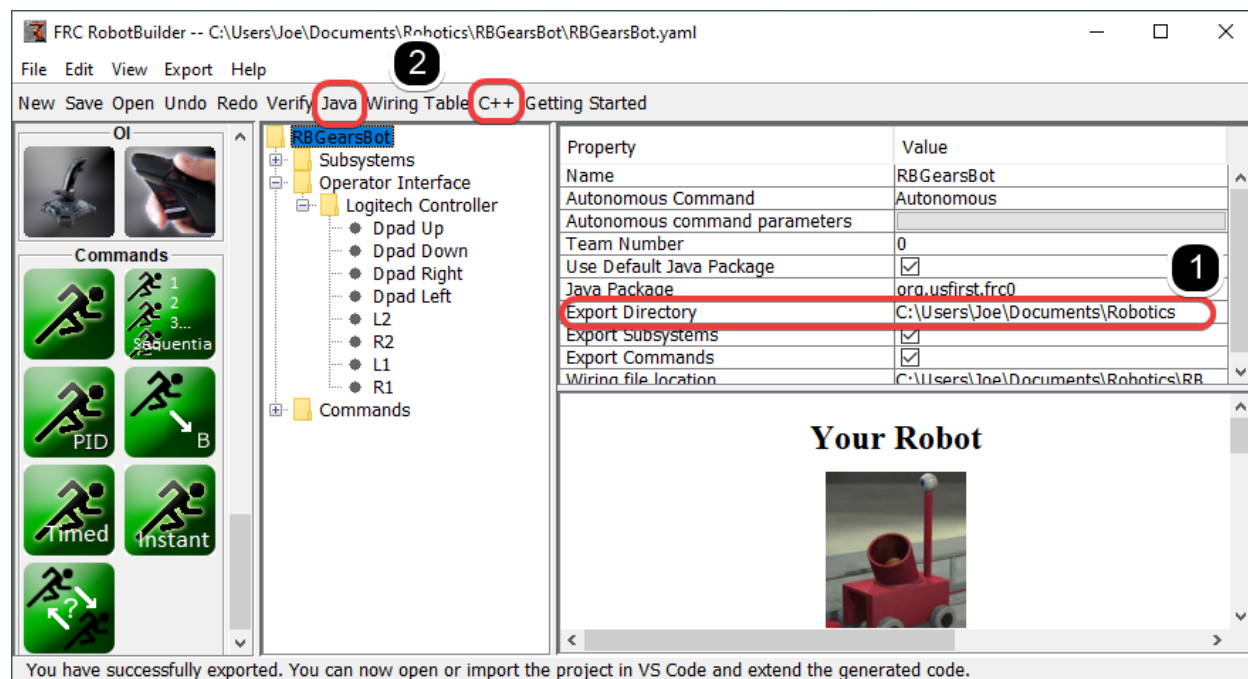 FRC RobotBuilder -- C:\Users\Joe\Documents\Robotics\RBGearsBot\RBGearsBot.yaml
File Edit View Export Help
2
New Save Open Undo Redo Verify Java Wiring Table C++ Getting Started
OI
Commands
1
2
3...
Sequentia
PID
B
Timed
Instant
?
RBGearsBot
Subsystems
Operator Interface
Logitech Controller
Dpad Up
Dpad Down
Dpad Right
Dpad Left
L2
R2
L1
R1
Commands
Property Value
Name RBGearsBot
Autonomous Command Autonomous
Autonomous command parameters
Team Number 0
Use Default Java Package
1
Java Package org.usfirst.frc0
Export Directory C:\Users\Joe\Documents\Robotics
Export Subsystems
Export Commands
Wiring file location C:\Users\Joe\Documents\Robotics\RB
Your Robot
You have successfully exported. You can now open or import the project in VS Code and extend the generated code.